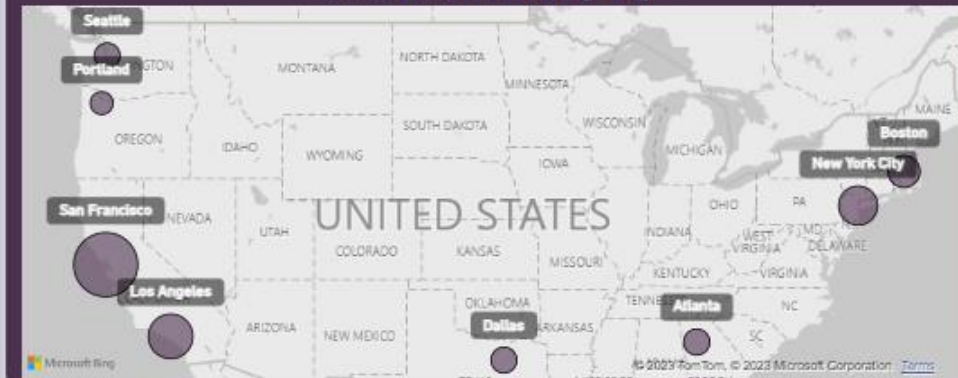 Seattle
Portland
MONTANA
NORTH DAKOTA
MINNESOTA
SOUTH DAKOTA
WISCONSIN
MAINE
OREGON
IDAHO
WYOMING
MICHIGAN
IOWA
Boston
New York City
San Francisco
NEVADA
UNITED STATES
OHIO
PA
UTAH
COLORADO
KANSAS
MISSOURI
INDIANA
WEST
VIRGINIA
MD
DELAWARE
KENTUCKY
VIRGINIA
Los Angeles
ARIZONA
NEW MEXICO
OKLAHOMA
Dallas
ARKANSAS
Atlanta
NC
SC
Microsoft Bing
© 2023 TomTom, © 2023 Microsoft Corporation Terms